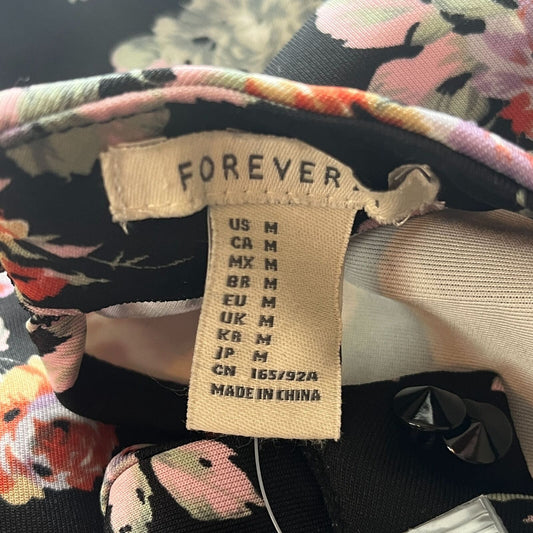 FOREVER
US M
CA M
MX M
BR M
EU M
UK M
KR M
JP M
CN 165/92A
MADE IN CHINA